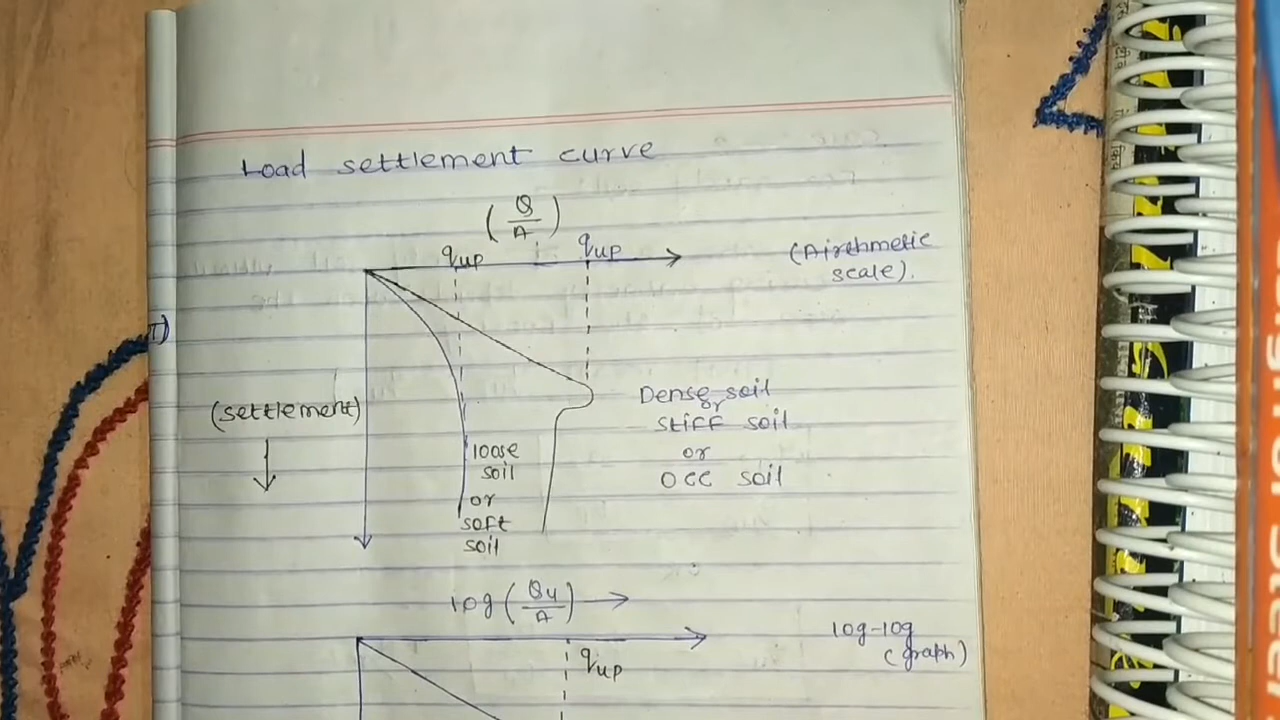 Load settlement curve
(Q/A)
qup
qup
(Airethmetic
scale).
(settlement)
Dense soil
or
stiff soil
or
OCC soil
loose
soil
or
soft
soil
log(Qu/A)
log-log
(graph)
qup